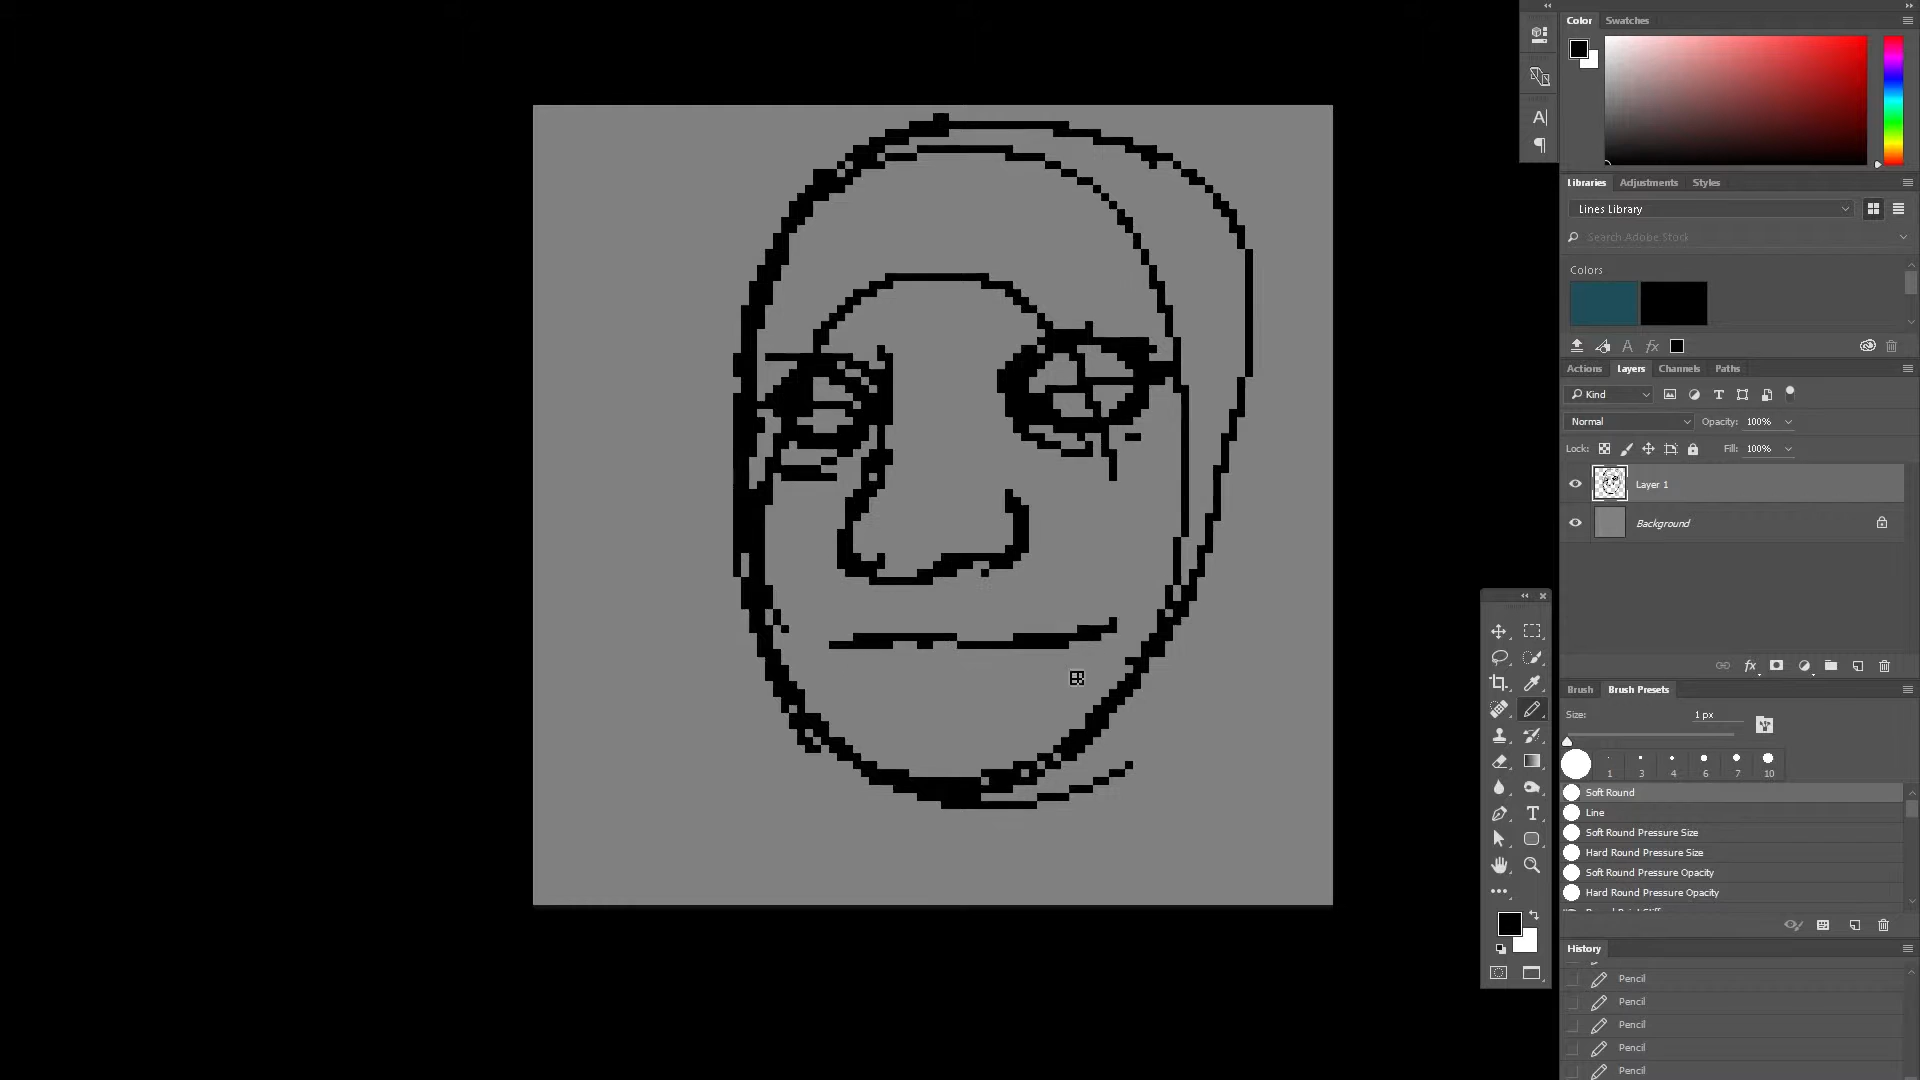 Color Swatches
Libraries Adjustments Styles
Lines Library
Search Adobe Stock
Colors
Actions Layers Channels Paths
Kind
Normal Opacity: 100%
Lock: Fill: 100%
Layer 1
Background
Brush Brush Presets
Size: 1 px
1 3 4 6 7 10
Soft Round
Line
Soft Round Pressure Size
Hard Round Pressure Size
Soft Round Pressure Opacity
Hard Round Pressure Opacity
History
Pencil
Pencil
Pencil
Pencil
Pencil